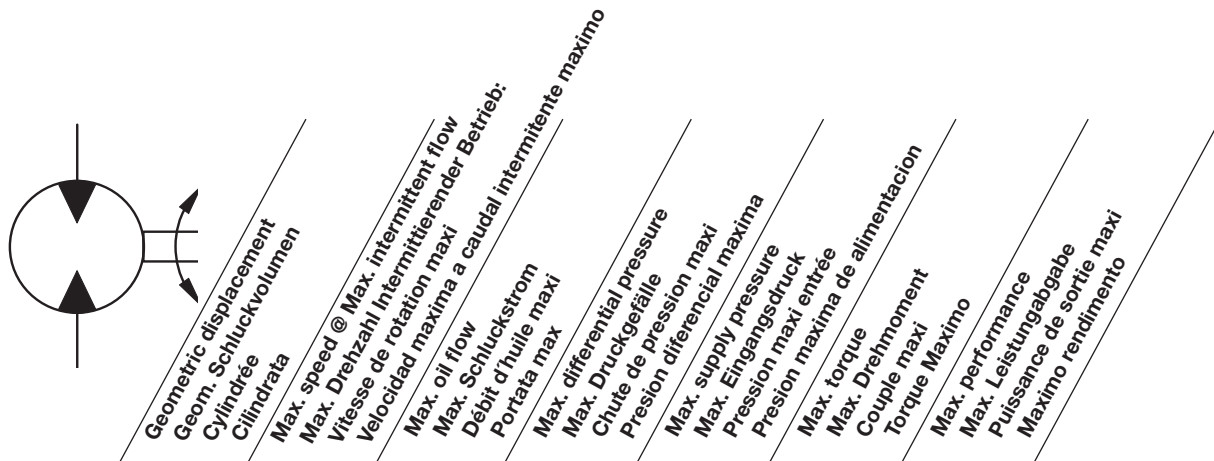 Geometric displacement
Geom. Schluckvolumen
Cylindrée
Cilindrata
Max. speed @ Max. intermittent flow
Max. Drehzahl Intermittierender Betrieb:
Vitesse de rotation maxi
Velocidad maxima a caudal intermitente maximo
Max. oil flow
Max. Schluckstrom
Débit d'huile maxi
Portata max
Max. differential pressure
Max. Druckgefälle
Chute de pression maxi
Presion diferencial maxima
Max. supply pressure
Max. Eingangsdruck
Pression maxi entrée
Presion maxima de alimentacion
Max. torque
Max. Drehmoment
Couple maxi
Torque Maximo
Max. performance
Max. Leistungabgabe
Puissance de sortie maxi
Maximo rendimento